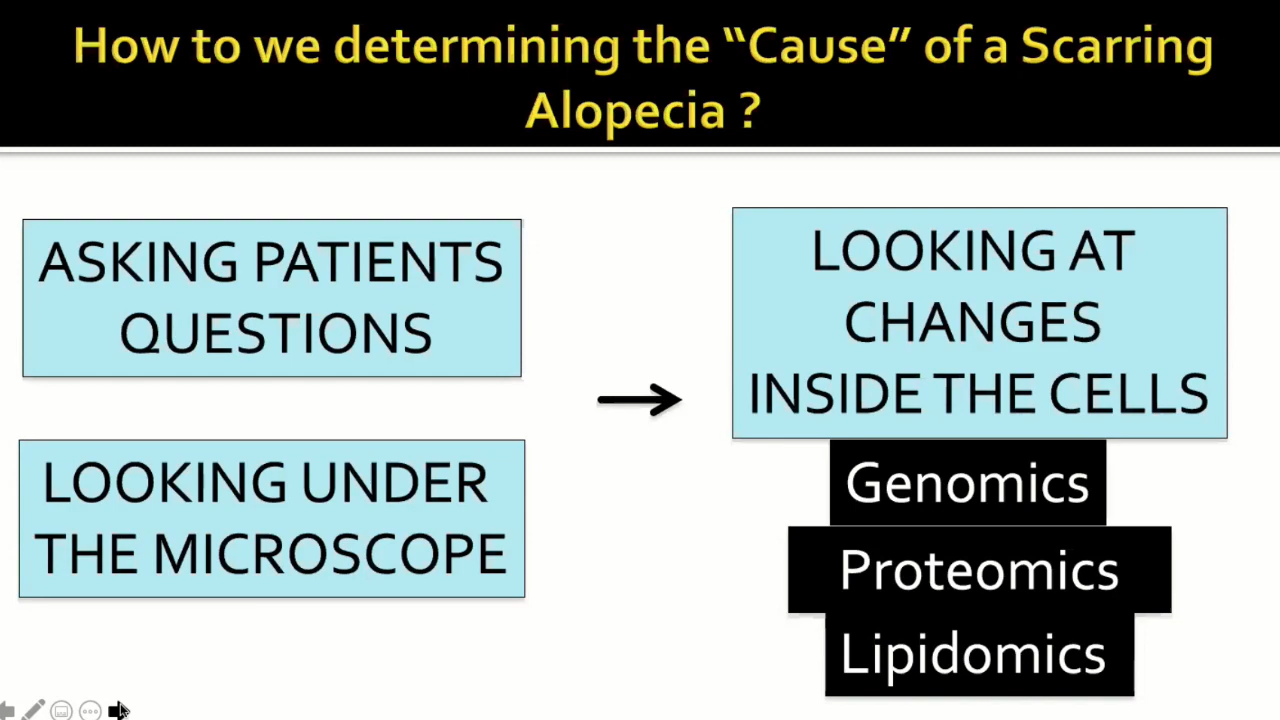 How to we determining the “Cause” of a Scarring
Alopecia ?
ASKING PATIENTS
QUESTIONS
LOOKING UNDER
THE MICROSCOPE
LOOKING AT
CHANGES
INSIDE THE CELLS
Genomics
Proteomics
Lipidomics